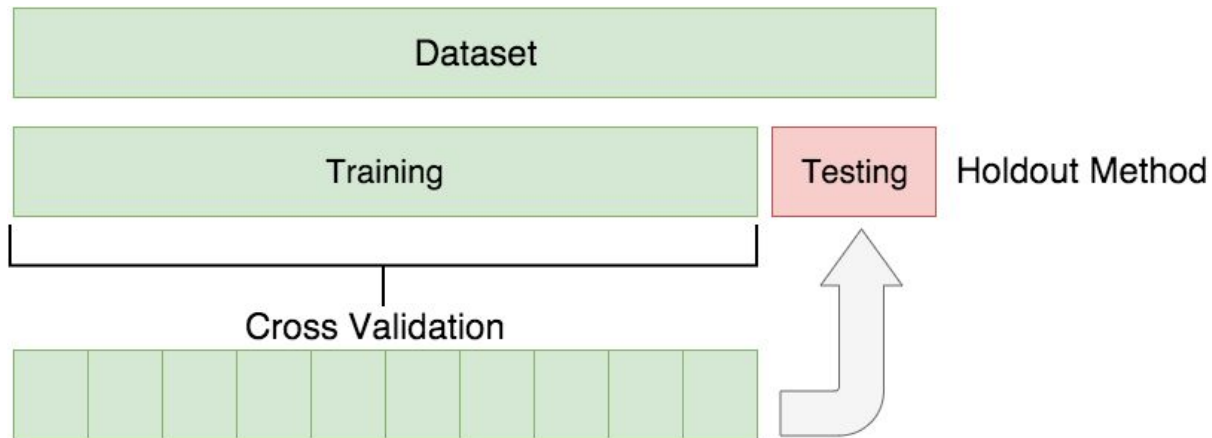 Dataset
Training
Testing
Holdout Method
Cross Validation